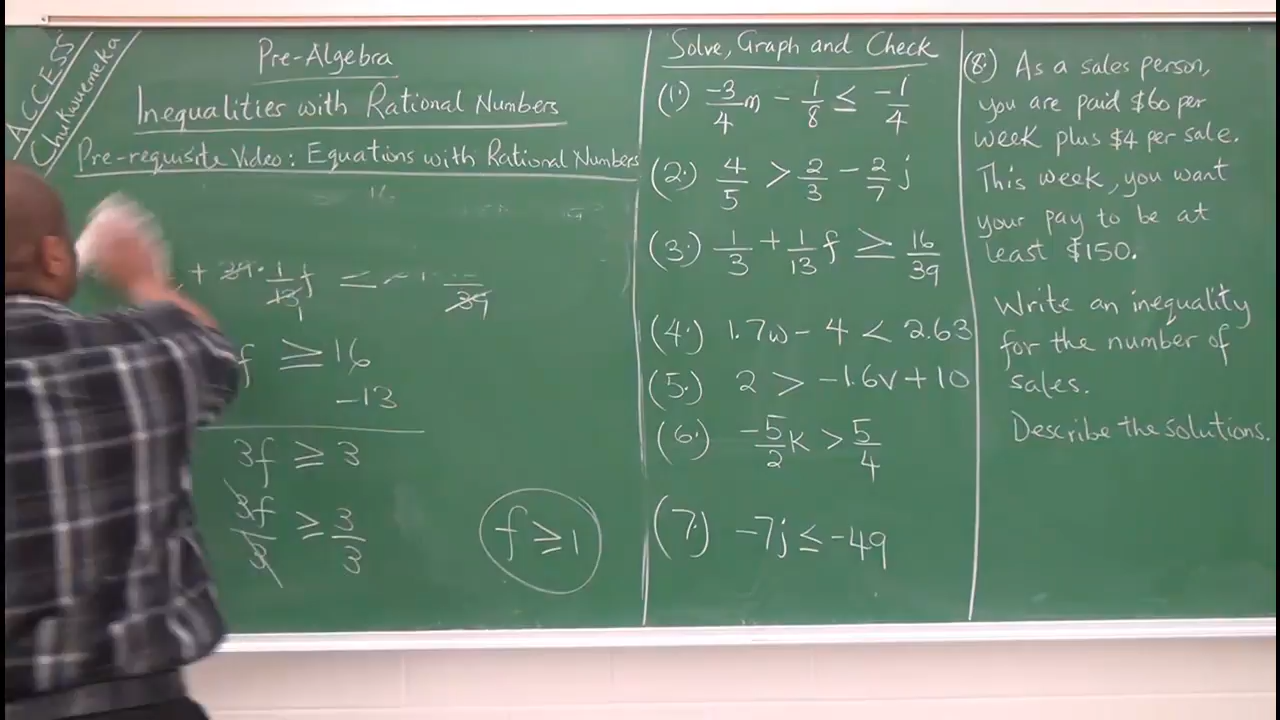 ACCESS
Chukwuemeka
Pre-Algebra
Inequalities with Rational Numbers
Pre-requisite Video: Equations with Rational Numbers
16
+ 39·1/13 f ≤ 39
f ≥ 16
-13
3f ≥ 3
3f/3 ≥ 3/3
f ≥ 1
Solve, Graph and Check
(1.) -3/4 m - 1/8 ≤ -1/4
(2.) 4/5 > 2/3 - 2/7 j
(3.) 1/3 + 1/13 f ≥ 16/39
(4.) 1.7w - 4 < 2.63
(5.) 2 > -1.6v + 10
(6.) -5/2 k > 5/4
(7.) -7j ≤ -49
(8.) As a sales person,
you are paid $60 per
week plus $4 per sale.
This week, you want
your pay to be at
least $150.
Write an inequality
for the number of
sales.
Describe the solutions.